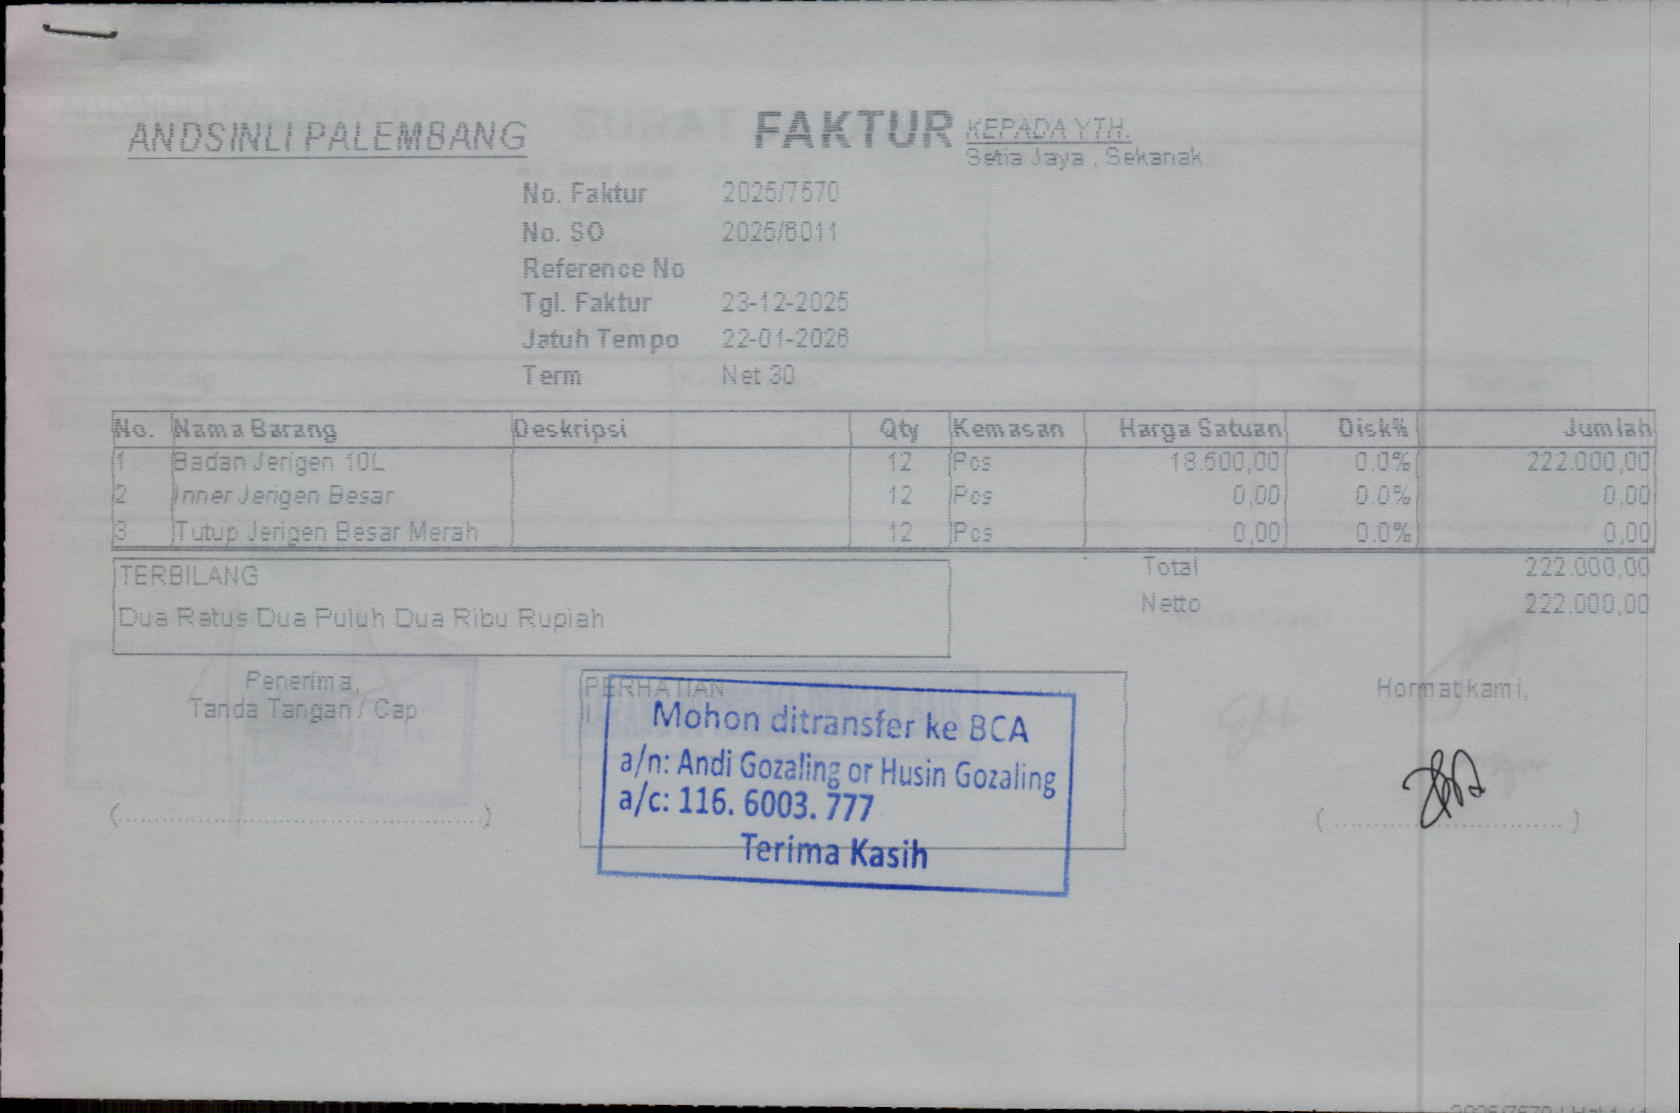 ANDSINLI PALEMBANG
FAKTUR
KEPADA YTH.
Setia Jaya , Sekanak
No. Faktur 2025/7570
No. SO 2025/6011
Reference No
Tgl. Faktur 23-12-2025
Jatuh Tempo 22-01-2026
Term Net 30
No. Nama Barang Deskripsi Qty Kemasan Harga Satuan Disk% Jumlah
1 Badan Jerigen 10L 12 Pcs 18.500,00 0.0% 222.000,00
2 Inner Jerigen Besar 12 Pcs 0,00 0.0% 0,00
3 Tutup Jerigen Besar Merah 12 Pcs 0,00 0.0% 0,00
TERBILANG
Dua Ratus Dua Puluh Dua Ribu Rupiah
Total 222.000,00
Netto 222.000,00
Penerima,
Tanda Tangan / Cap
(........................................)
PERHATIAN
Mohon ditransfer ke BCA
a/n: Andi Gozaling or Husin Gozaling
a/c: 116. 6003. 777
Terima Kasih
Hormat kami,
(..............................)